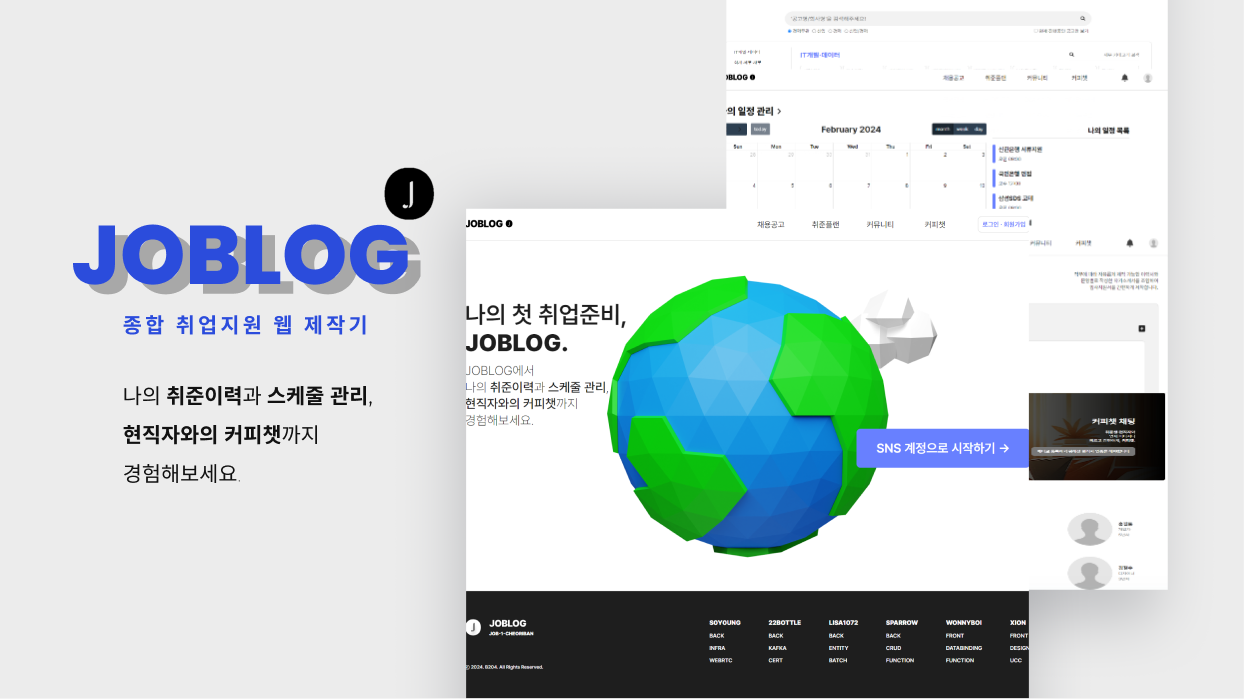 J
JOBLOG
종합 취업지원 웹 제작기
나의 취준이력과 스케줄 관리,
현직자와의 커피챗까지
경험해보세요.
IT개발·데이터
JOBLOG
채용공고
취준플랜
커뮤니티
커피챗
의 일정 관리 >
today
February 2024
month week day
나의 일정 목록
Sun Mon Tue Wed Thu Fri Sat
28 29 30 31 1 2 3
4 5 6 7 8 9 10
신한은행 서류지원
국민은행 면접
JOBLOG
채용공고
취준플랜
커뮤니티
커피챗
로그인 · 회원가입
커뮤니티
커피챗
나의 첫 취업준비,
JOBLOG.
JOBLOG에서
나의 취준이력과 스케줄 관리,
현직자와의 커피챗까지
경험해보세요.
SNS 계정으로 시작하기 →
커피챗 채팅
J
JOBLOG
JOB-1-CHEONBAN
© 2024. B204. All Rights Reserved.
SOYOUNG
BACK
INFRA
WEBRTC
22BOTTLE
BACK
KAFKA
CERT
LISA1072
BACK
ENTITY
BATCH
SPARROW
BACK
CRUD
FUNCTION
WONNYBOI
FRONT
DATABINDING
FUNCTION
XION
FRONT
DESIGN
UCC